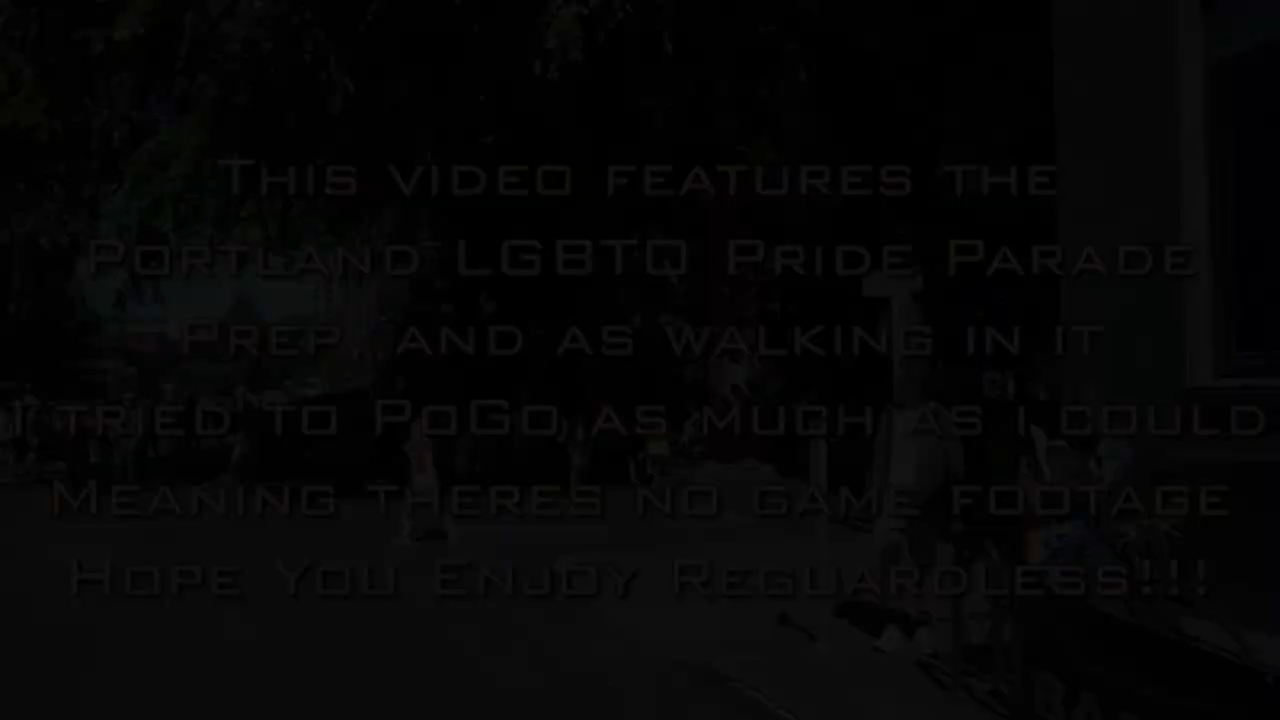 This video features the
Portland LGBTQ Pride Parade
Prep, and as walking in it
I tried to PoGo as much as I could
Meaning theres no game footage
Hope You Enjoy Reguardless!!!